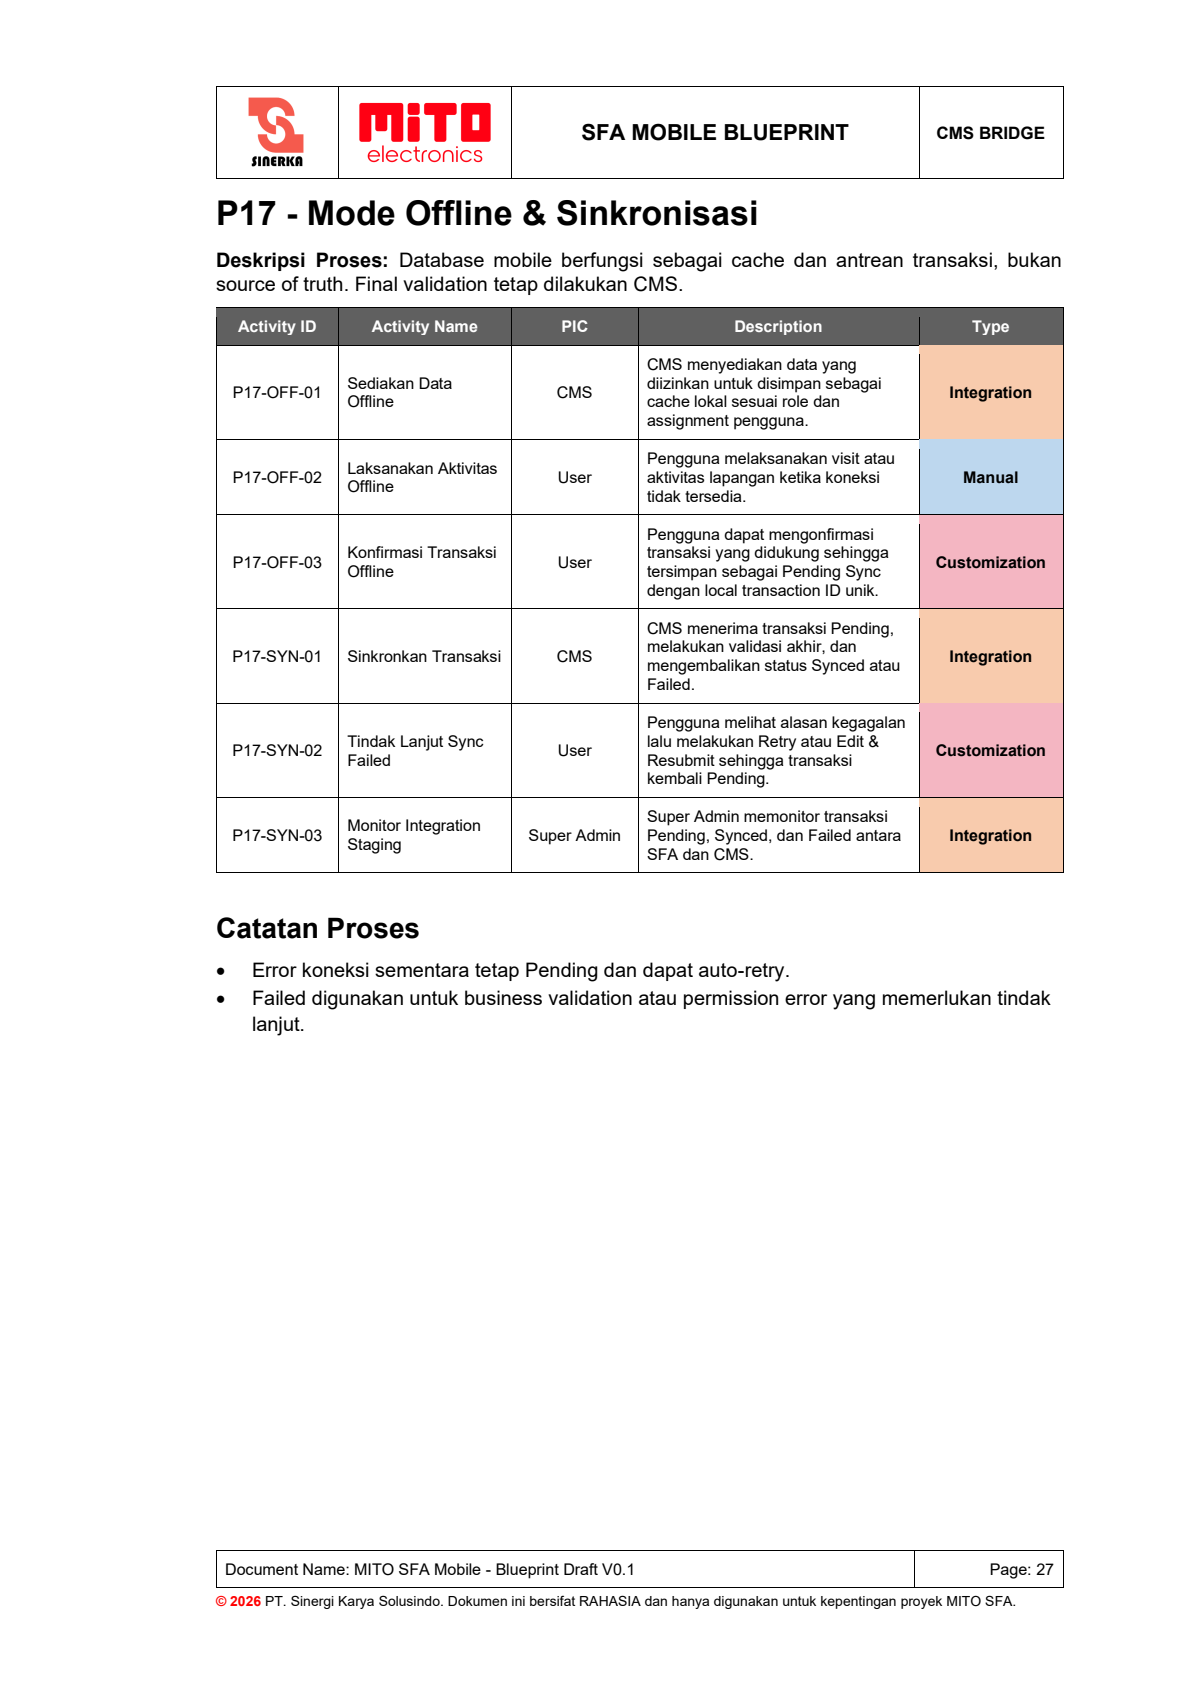 SINERKA
MiTO
electronics
SFA MOBILE BLUEPRINT
CMS BRIDGE
P17 - Mode Offline & Sinkronisasi
Deskripsi Proses: Database mobile berfungsi sebagai cache dan antrean transaksi, bukan
source of truth. Final validation tetap dilakukan CMS.
Activity ID
Activity Name
PIC
Description
Type
P17-OFF-01
Sediakan Data
Offline
CMS
CMS menyediakan data yang
diizinkan untuk disimpan sebagai
cache lokal sesuai role dan
assignment pengguna.
Integration
P17-OFF-02
Laksanakan Aktivitas
Offline
User
Pengguna melaksanakan visit atau
aktivitas lapangan ketika koneksi
tidak tersedia.
Manual
P17-OFF-03
Konfirmasi Transaksi
Offline
User
Pengguna dapat mengonfirmasi
transaksi yang didukung sehingga
tersimpan sebagai Pending Sync
dengan local transaction ID unik.
Customization
P17-SYN-01
Sinkronkan Transaksi
CMS
CMS menerima transaksi Pending,
melakukan validasi akhir, dan
mengembalikan status Synced atau
Failed.
Integration
P17-SYN-02
Tindak Lanjut Sync
Failed
User
Pengguna melihat alasan kegagalan
lalu melakukan Retry atau Edit &
Resubmit sehingga transaksi
kembali Pending.
Customization
P17-SYN-03
Monitor Integration
Staging
Super Admin
Super Admin memonitor transaksi
Pending, Synced, dan Failed antara
SFA dan CMS.
Integration
Catatan Proses
• Error koneksi sementara tetap Pending dan dapat auto-retry.
• Failed digunakan untuk business validation atau permission error yang memerlukan tindak
lanjut.
Document Name: MITO SFA Mobile - Blueprint Draft V0.1
Page: 27
© 2026 PT. Sinergi Karya Solusindo. Dokumen ini bersifat RAHASIA dan hanya digunakan untuk kepentingan proyek MITO SFA.